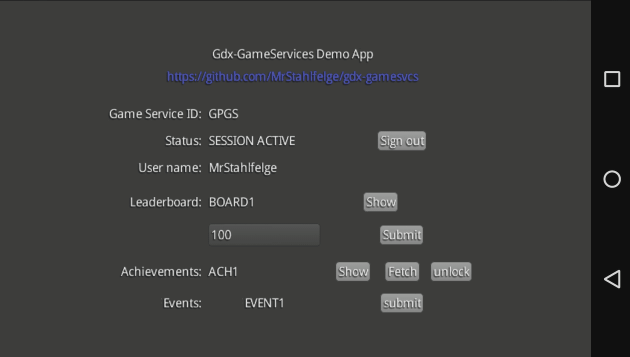 Gdx-GameServices Demo App
https://github.com/MrStahlfelge/gdx-gamesvcs
Game Service ID: GPGS
Status: SESSION ACTIVE Sign out
User name: MrStahlfelge
Leaderboard: BOARD1 Show
100 Submit
Achievements: ACH1 Show Fetch unlock
Events: EVENT1 submit